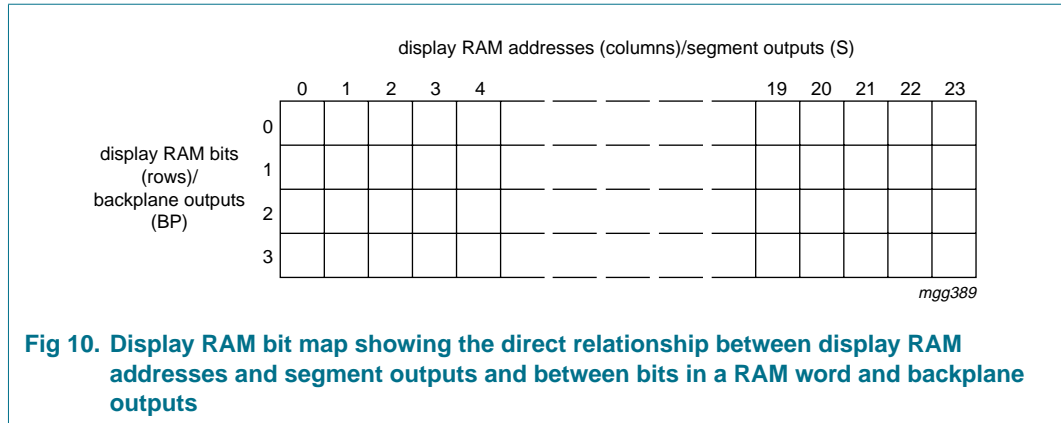 display RAM addresses (columns)/segment outputs (S)
0 1 2 3 4 19 20 21 22 23
0
display RAM bits
1
(rows)/
backplane outputs
2
(BP)
3
mgg389
Fig 10. Display RAM bit map showing the direct relationship between display RAM
addresses and segment outputs and between bits in a RAM word and backplane
outputs